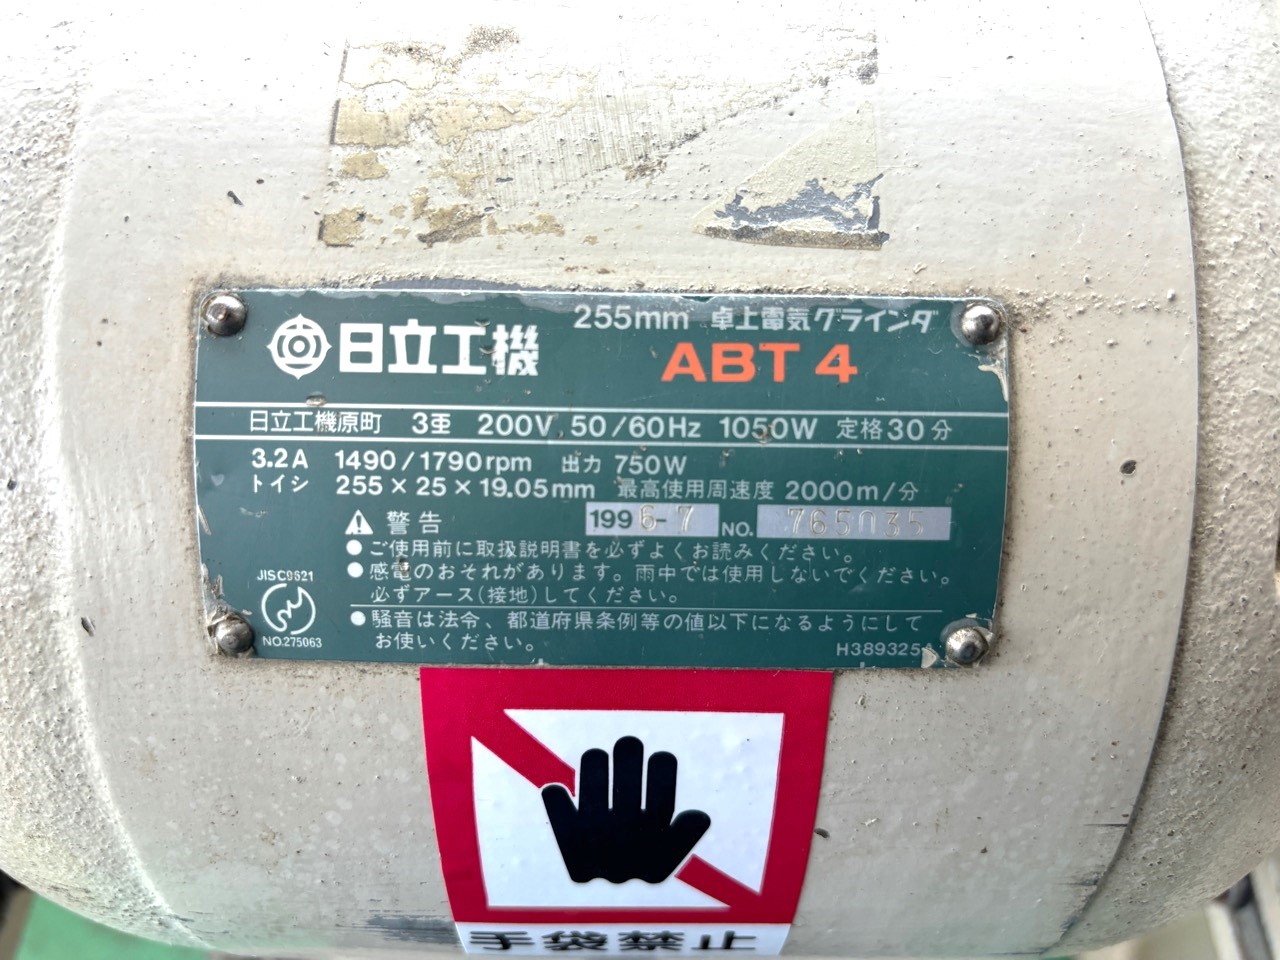 255mm 卓上電気グラインダ
日立工機
ABT 4
日立工機原町 3相 200V 50/60Hz 1050W 定格30分
3.2A 1490/1790rpm 出力 750W
トイシ 255×25×19.05mm 最高使用周速度 2000m/分
警告 1996-7 NO. 765035
●ご使用前に取扱説明書を必ずよくお読みください。
●感電のおそれがあります。雨中では使用しないでください。
必ずアース(接地)してください。
●騒音は法令、都道府県条例等の値以下になるようにして
お使いください。
JISC9621
NO.275063
H389325
手袋禁止